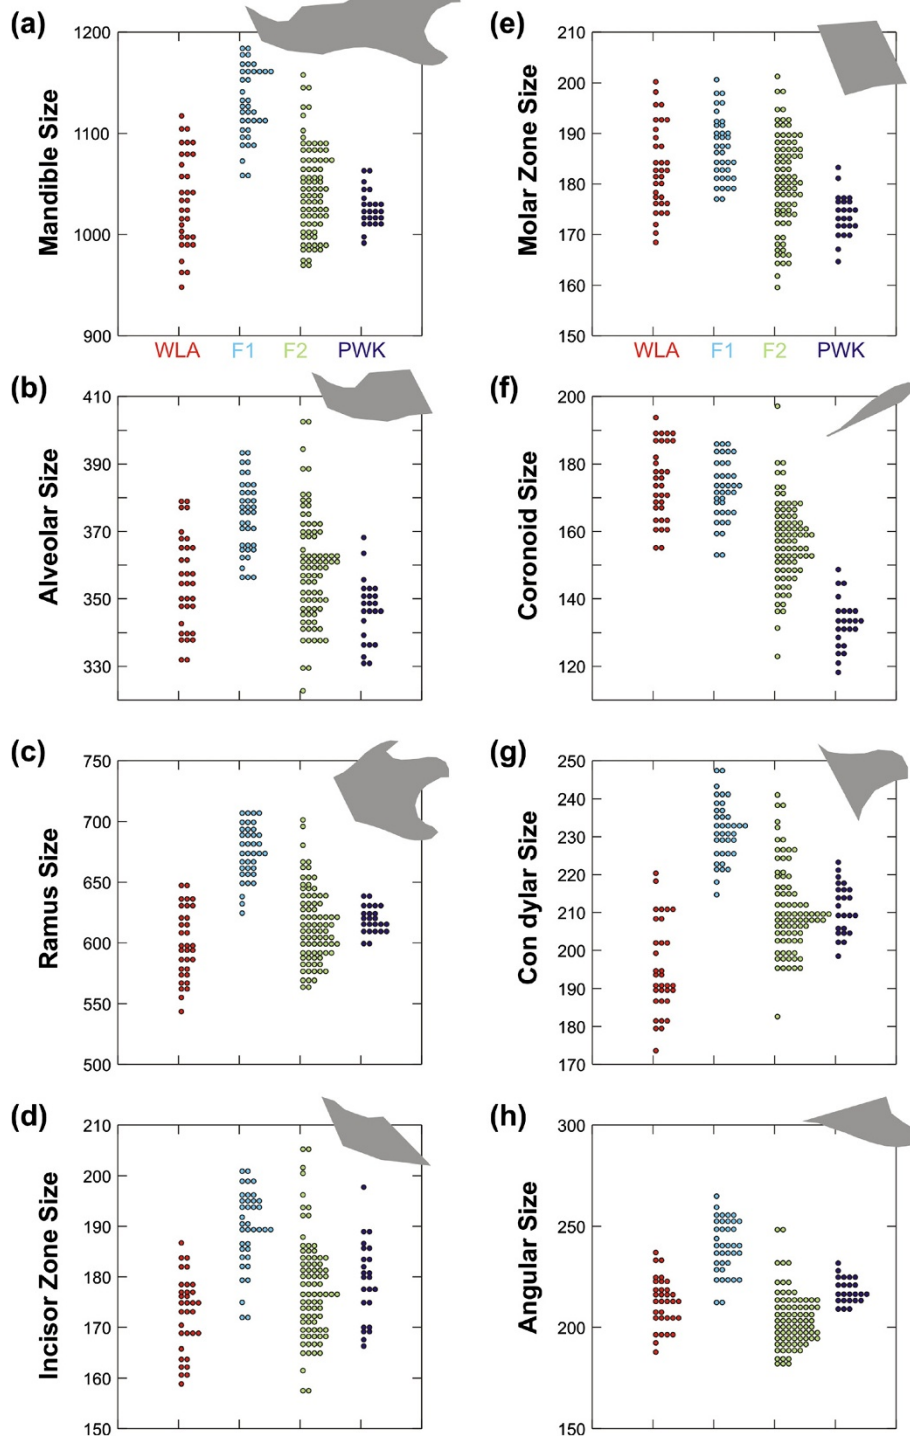 (a)
Mandible Size
1200
1100
1000
900
WLA F1 F2 PWK
(e)
Molar Zone Size
210
200
190
180
170
160
150
WLA F1 F2 PWK
(b)
Alveolar Size
410
390
370
350
330
(f)
Coronoid Size
200
180
160
140
120
(c)
Ramus Size
750
700
650
600
550
500
(g)
Con dylar Size
250
240
230
220
210
200
190
180
170
(d)
Incisor Zone Size
210
200
190
180
170
160
150
(h)
Angular Size
300
250
200
150